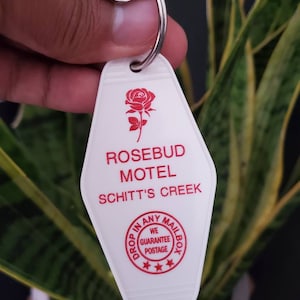 ROSEBUD
MOTEL
SCHITT'S CREEK
DROP IN ANY MAILBOX
WE
GUARANTEE
POSTAGE